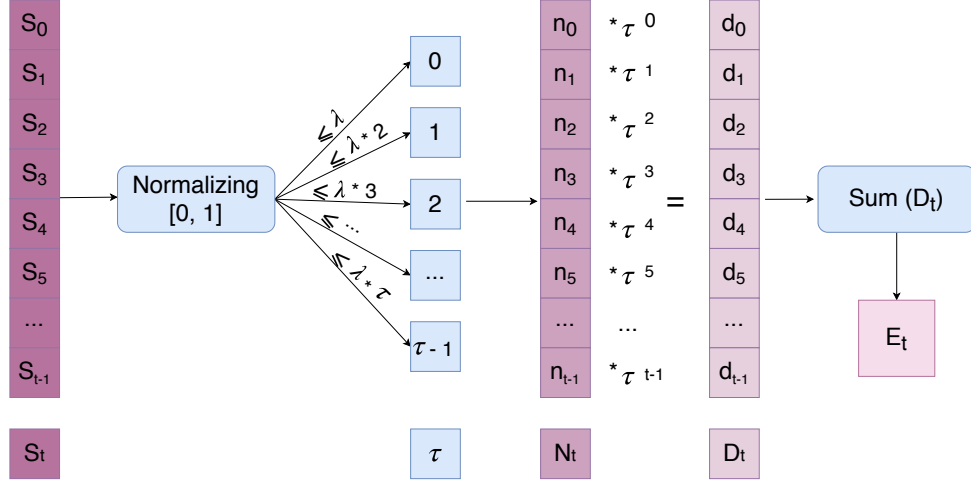 S₀
S₁
S₂
S₃
S₄
S₅
...
Sₜ₋₁
Sₜ
Normalizing
[0, 1]
≤ λ
≤ λ * 2
≤ λ * 3
≤ ...
≤ λ * τ
0
1
2
...
τ - 1
τ
n₀
n₁
n₂
n₃
n₄
n₅
...
nₜ₋₁
Nₜ
* τ ⁰
* τ ¹
* τ ²
* τ ³
* τ ⁴
* τ ⁵
...
* τ ᵗ⁻¹
=
d₀
d₁
d₂
d₃
d₄
d₅
...
dₜ₋₁
Dₜ
Sum (Dₜ)
Eₜ